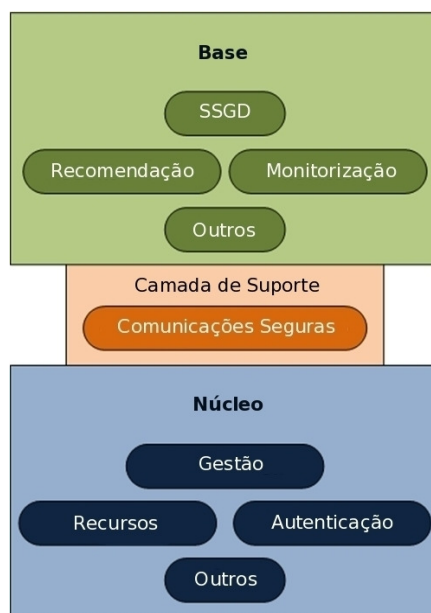 Base
SSGD
Recomendação Monitorização
Outros
Camada de Suporte
Comunicações Seguras
Núcleo
Gestão
Recursos Autenticação
Outros